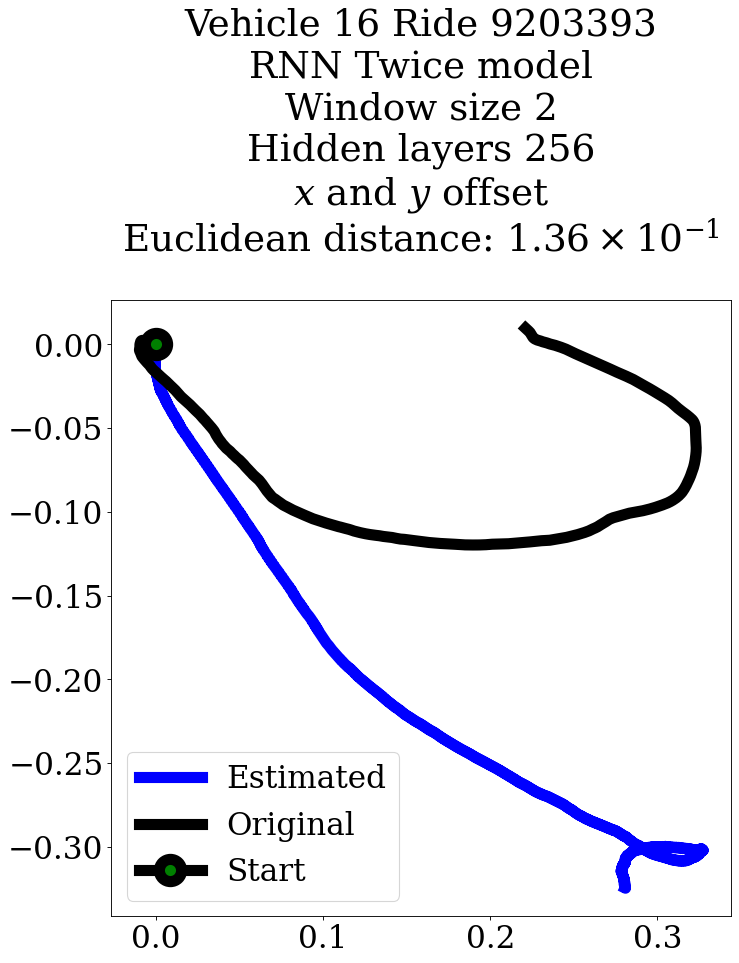 Vehicle 16 Ride 9203393
RNN Twice model
Window size 2
Hidden layers 256
x and y offset
Euclidean distance: 1.36 × 10⁻¹
0.00
−0.05
−0.10
−0.15
−0.20
−0.25
−0.30
Estimated
Original
Start
0.0 0.1 0.2 0.3